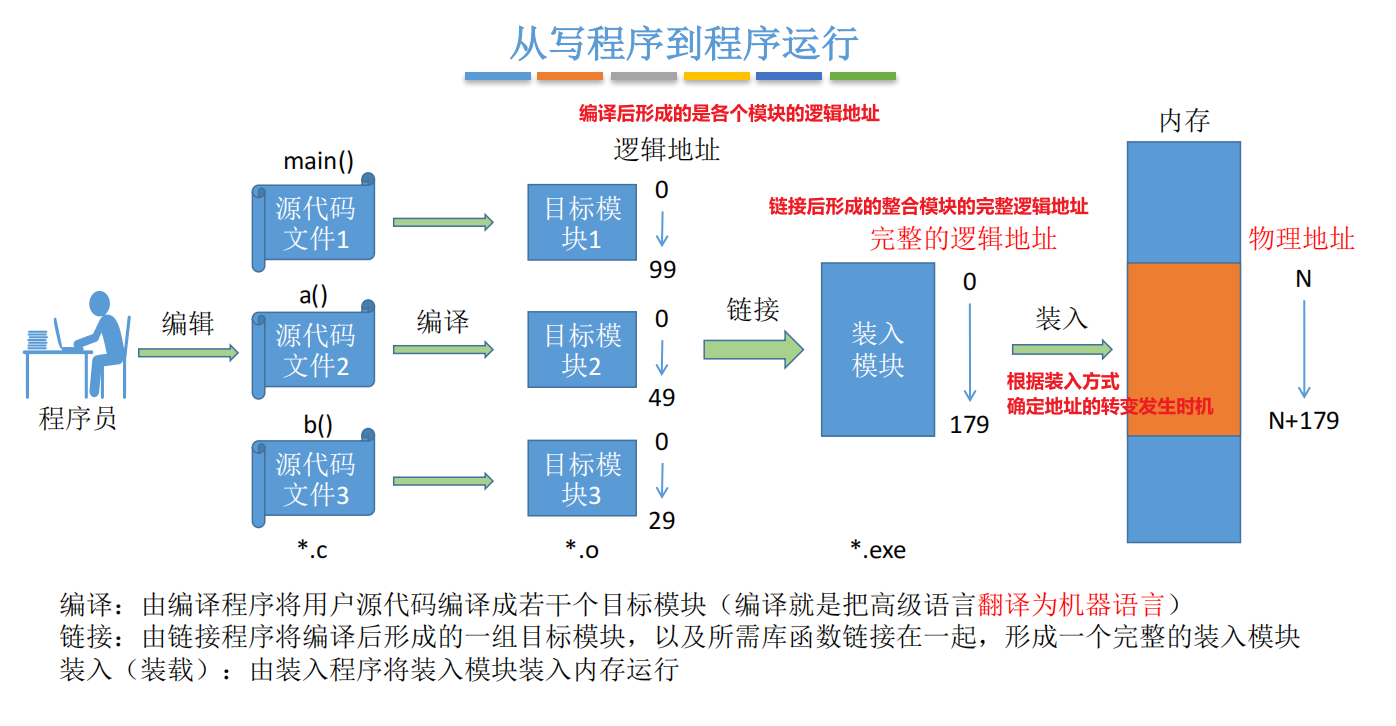 从写程序到程序运行
编译后形成的是各个模块的逻辑地址
逻辑地址
内存
main()
源代码
文件1
目标模
块1
0
99
链接后形成的整合模块的完整逻辑地址
完整的逻辑地址
物理地址
a()
编辑
源代码
文件2
编译
目标模
块2
0
49
链接
装入
模块
0
179
装入
根据装入方式
确定地址的转变发生时机
N
N+179
程序员
b()
源代码
文件3
目标模
块3
0
29
*.c
*.o
*.exe
编译：由编译程序将用户源代码编译成若干个目标模块（编译就是把高级语言翻译为机器语言）
链接：由链接程序将编译后形成的一组目标模块，以及所需库函数链接在一起，形成一个完整的装入模块
装入（装载）：由装入程序将装入模块装入内存运行